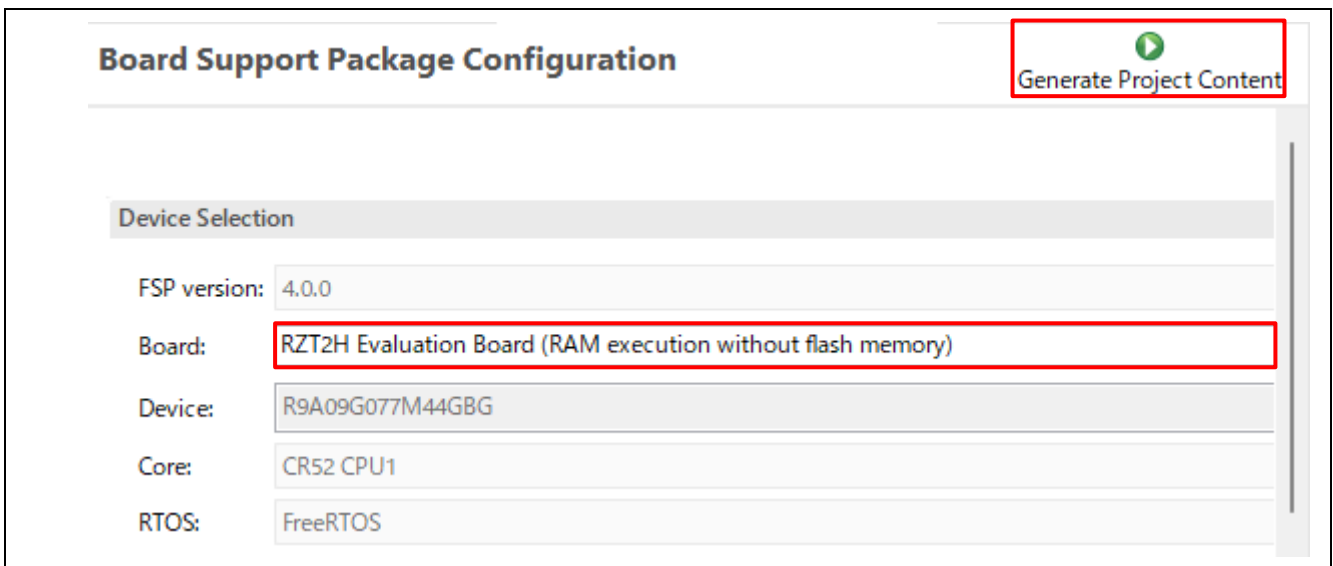 Board Support Package Configuration
Generate Project Content
Device Selection
FSP version: 4.0.0
Board: RZT2H Evaluation Board (RAM execution without flash memory)
Device: R9A09G077M44GBG
Core: CR52 CPU1
RTOS: FreeRTOS